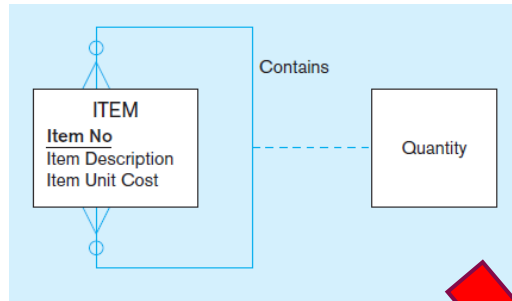 Contains
ITEM
Item No
Item Description
Item Unit Cost
Quantity